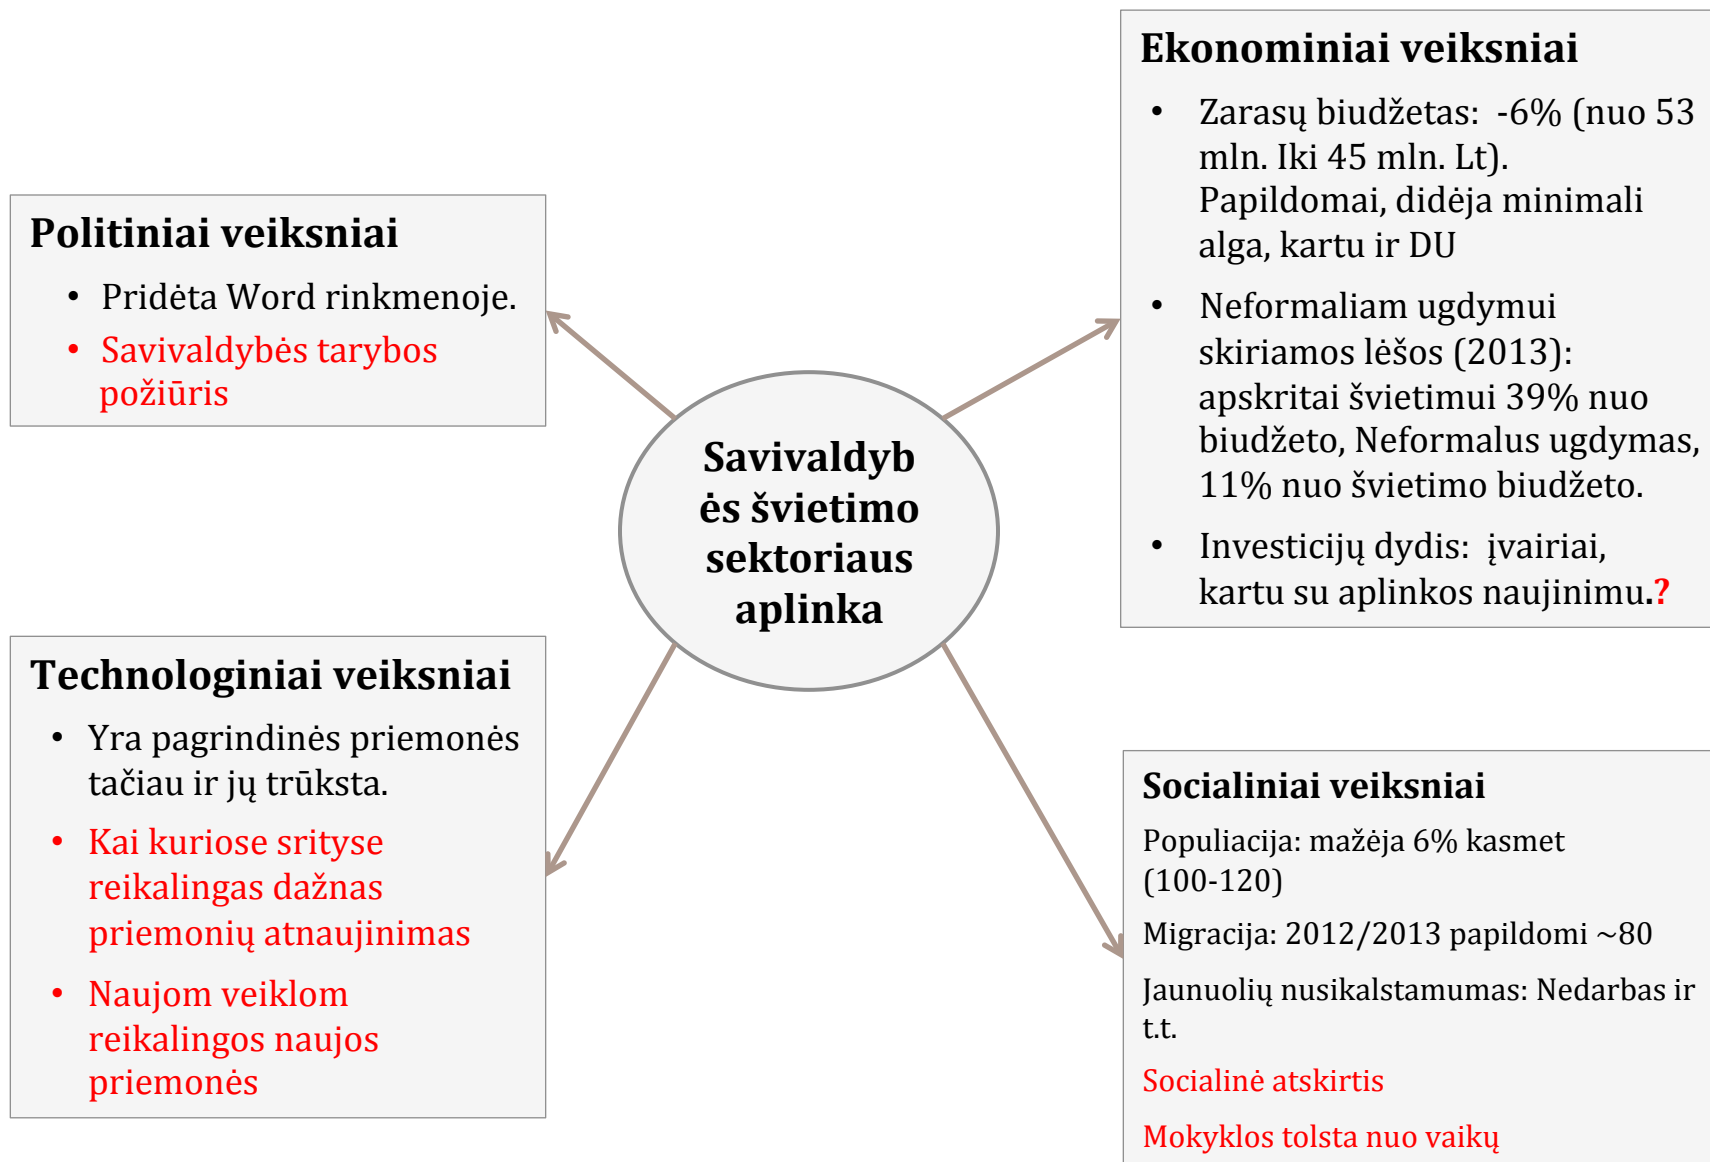 Politiniai veiksniai
• Pridėta Word rinkmenoje.
• Savivaldybės tarybos
požiūris
Ekonominiai veiksniai
• Zarasų biudžetas:  -6% (nuo 53
mln. Iki 45 mln. Lt).
Papildomai, didėja minimali
alga, kartu ir DU
• Neformaliam ugdymui
skiriamos lėšos (2013):
apskritai švietimui 39% nuo
biudžeto, Neformalus ugdymas,
11% nuo švietimo biudžeto.
• Investicijų dydis:  įvairiai,
kartu su aplinkos naujinimu.?
Savivaldyb
ės švietimo
sektoriaus
aplinka
Technologiniai veiksniai
• Yra pagrindinės priemonės
tačiau ir jų trūksta.
• Kai kuriose srityse
reikalingas dažnas
priemonių atnaujinimas
• Naujom veiklom
reikalingos naujos
priemonės
Socialiniai veiksniai
Populiacija: mažėja 6% kasmet
(100-120)
Migracija: 2012/2013 papildomi ~80
Jaunuolių nusikalstamumas: Nedarbas ir
t.t.
Socialinė atskirtis
Mokyklos tolsta nuo vaikų